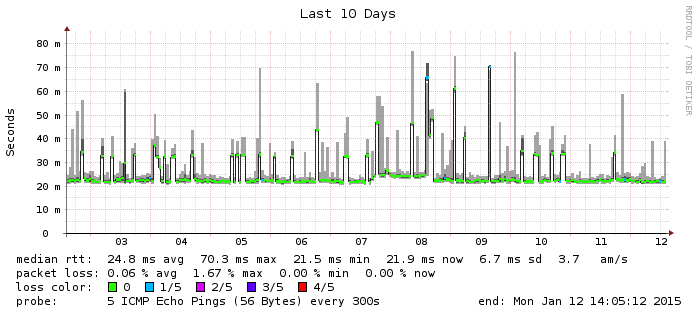 Last 10 Days
RRDTOOL / TOBI OETIKER
Seconds
80 m
70 m
60 m
50 m
40 m
30 m
20 m
10 m
0
03 04 05 06 07 08 09 10 11 12
median rtt: 24.8 ms avg 70.3 ms max 21.5 ms min 21.9 ms now 6.7 ms sd 3.7 am/s
packet loss: 0.06 % avg 1.67 % max 0.00 % min 0.00 % now
loss color: 0 1/5 2/5 3/5 4/5
probe: 5 ICMP Echo Pings (56 Bytes) every 300s end: Mon Jan 12 14:05:12 2015